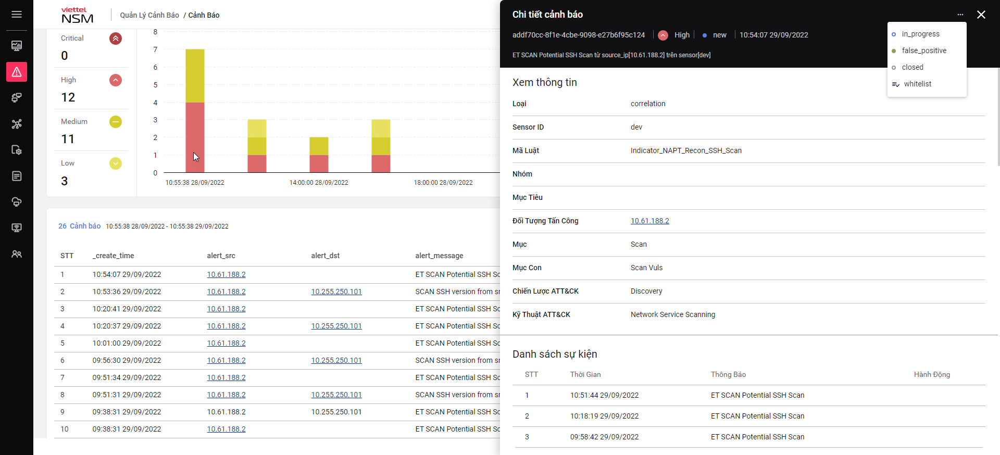 viettel
NSM
Quản Lý Cảnh Báo / Cảnh Báo
Critical
0
High
12
Medium
11
Low
3
8
7
6
5
4
3
2
1
0
10:55:38 28/09/2022
14:00:00 28/09/2022
18:00:00 28/09/2022
26 Cảnh báo 10:55:38 28/09/2022 - 10:55:38 29/09/2022
STT _create_time alert_src alert_dst alert_message
1 10:54:07 29/09/2022 10.61.188.2 ET SCAN Potential SSH Sc
2 10:53:36 29/09/2022 10.61.188.2 10.255.250.101 SCAN SSH version from sr
3 10:20:41 29/09/2022 10.61.188.2 ET SCAN Potential SSH Sc
4 10:20:37 29/09/2022 10.61.188.2 10.255.250.101 ET SCAN Potential SSH Sc
5 10:01:00 29/09/2022 10.61.188.2 ET SCAN Potential SSH Sc
6 09:56:30 29/09/2022 10.61.188.2 10.255.250.101 SCAN SSH version from sr
7 09:51:34 29/09/2022 10.61.188.2 ET SCAN Potential SSH Sc
8 09:51:31 29/09/2022 10.61.188.2 10.255.250.101 SCAN SSH version from sr
9 09:38:31 29/09/2022 10.61.188.2 10.255.250.101 ET SCAN Potential SSH Sc
10 09:38:31 29/09/2022 10.61.188.2 ET SCAN Potential SSH Sc
Chi tiết cảnh báo
addf70cc-8f1e-4cbe-9098-e27b6f95c124 High new 10:54:07 29/09/2022
ET SCAN Potential SSH Scan từ source_ip[10.61.188.2] trên sensor[dev]
in_progress
false_positive
closed
whitelist
Xem thông tin
Loại correlation
Sensor ID dev
Mã Luật Indicator_NAPT_Recon_SSH_Scan
Nhóm
Mục Tiêu
Đối Tượng Tấn Công 10.61.188.2
Mục Scan
Mục Con Scan Vuls
Chiến Lược ATT&CK Discovery
Kỹ Thuật ATT&CK Network Service Scanning
Danh sách sự kiện
STT Thời Gian Thông Báo Hành Động
1 10:51:44 29/09/2022 ET SCAN Potential SSH Scan
2 10:18:19 29/09/2022 ET SCAN Potential SSH Scan
3 09:58:42 29/09/2022 ET SCAN Potential SSH Scan